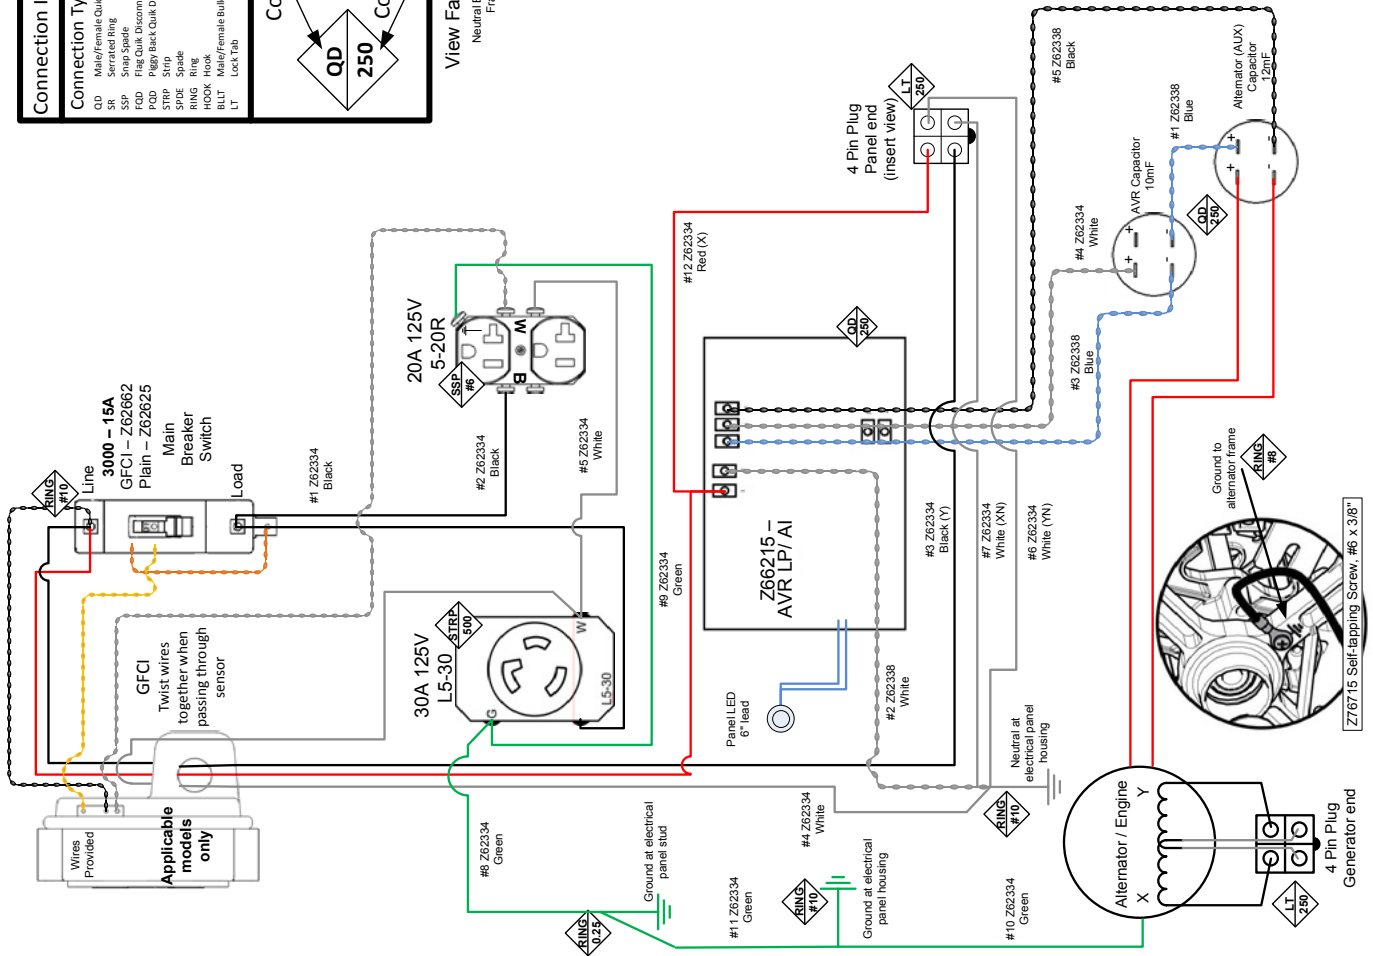 Connection
Connection
QD Male/Female
SR Serrated Ring
SSP Snap Spade
FQD Flag Quik
PQD Piggy Back Quik
STRP Strip
SPDE Spade
RING Ring
HOOK Hook
BLLT Male/Female
LT Lock Tab
QD
250
View
Neutral
RING
#10
Line
3000 – 15A
GFCI – Z62662
Plain – Z62625
Main
Breaker
Switch
Load
#1 Z62334
Black
20A 125V
5-20R
SSP
#6
W
B
#2 Z62334
Black
#5 Z62334
White
GFCI
Twist wires
together when
passing through
sensor
30A 125V
L5-30
STRP
500
G
W
L5-30
#9 Z62334
Green
Wires
Provided
Applicable
models
only
#8 Z62334
Green
Ground at electrical
panel stud
RING
0.25
#11 Z62334
Green
RING
#10
Ground at electrical
panel housing
#10 Z62334
Green
4 Pin Plug
Panel end
(insert view)
LT
250
#12 Z62334
Red (X)
QD
250
Z66215 –
AVR LP/ AI
Panel LED
6" lead
#2 Z62338
White
#4 Z62334
White
#3 Z62334
Black (Y)
#7 Z62334
White (XN)
#6 Z62334
White (YN)
Neutral at
electrical panel
housing
RING
#10
#5 Z62338
Black
Alternator (AUX)
Capacitor
12mF
+
+
-
-
#1 Z62338
Blue
AVR Capacitor
10mF
+
+
-
-
QD
250
#4 Z62334
White
#3 Z62338
Blue
Ground to
alternator frame
RING
#8
Z76715 Self-tapping Screw, #6 x 3/8"
Alternator / Engine
X
Y
4 Pin Plug
Generator end
LT
250